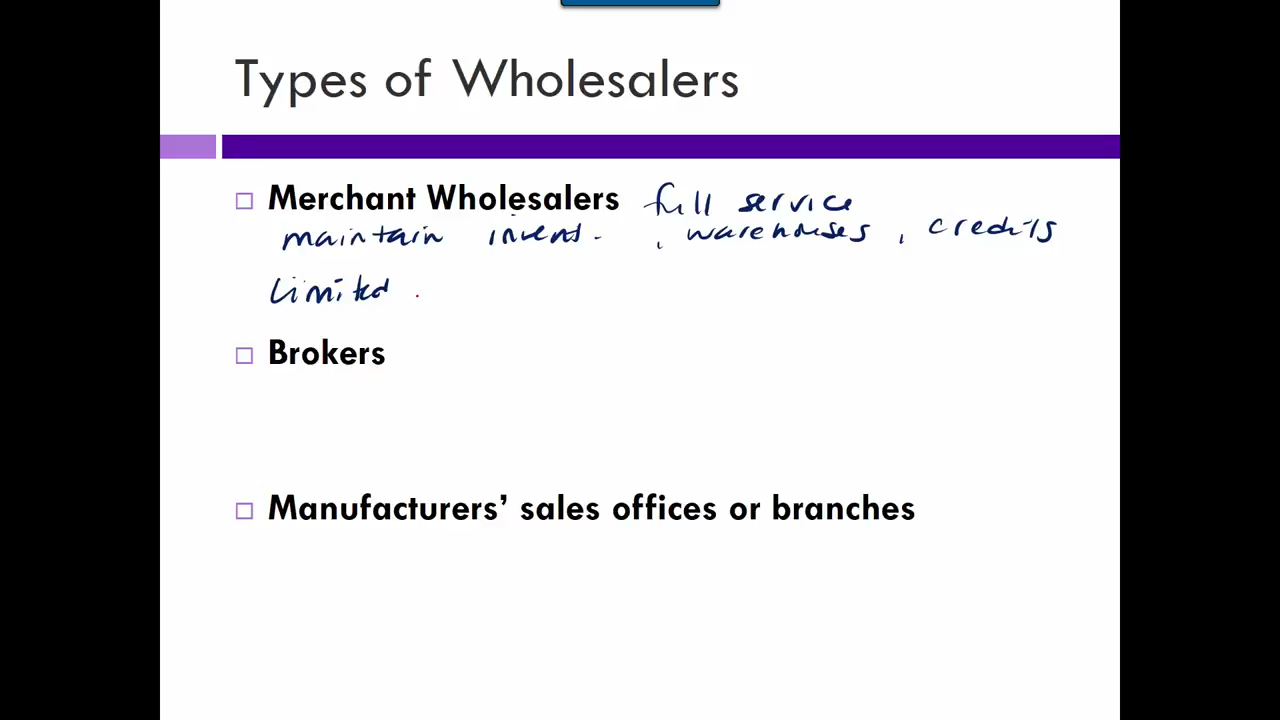 Types of Wholesalers
Merchant Wholesalers full service
maintain invent. , warehouses, credits
Limited
Brokers
Manufacturers’ sales offices or branches